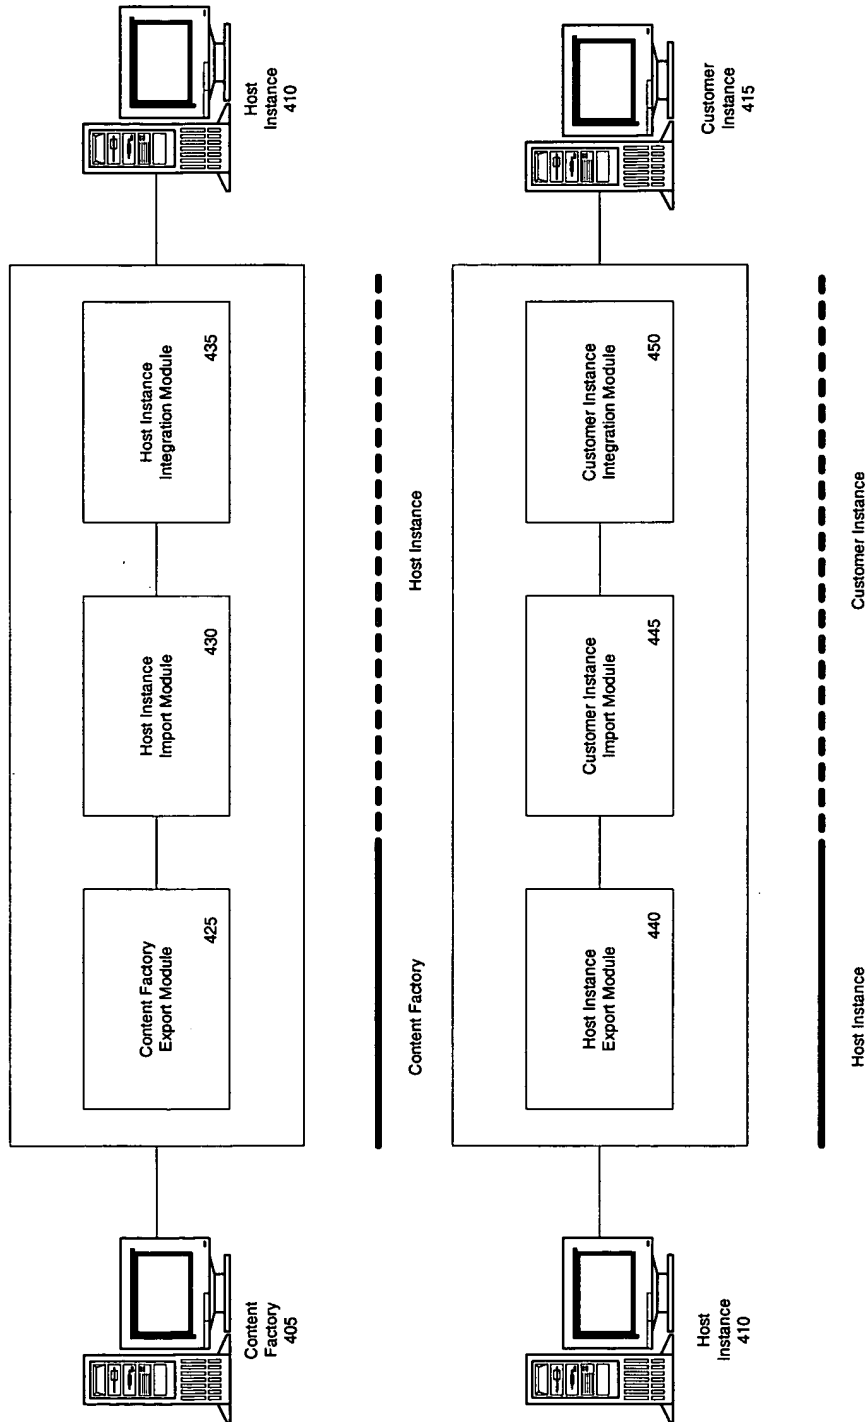 Content
Factory
405
Content Factory
Export Module
425
Host Instance
Import Module
430
Host Instance
Integration Module
435
Host
Instance
410
Content Factory
Host Instance
Host
Instance
410
Host Instance
Export Module
440
Customer Instance
Import Module
445
Customer Instance
Integration Module
450
Customer
Instance
415
Host Instance
Customer Instance